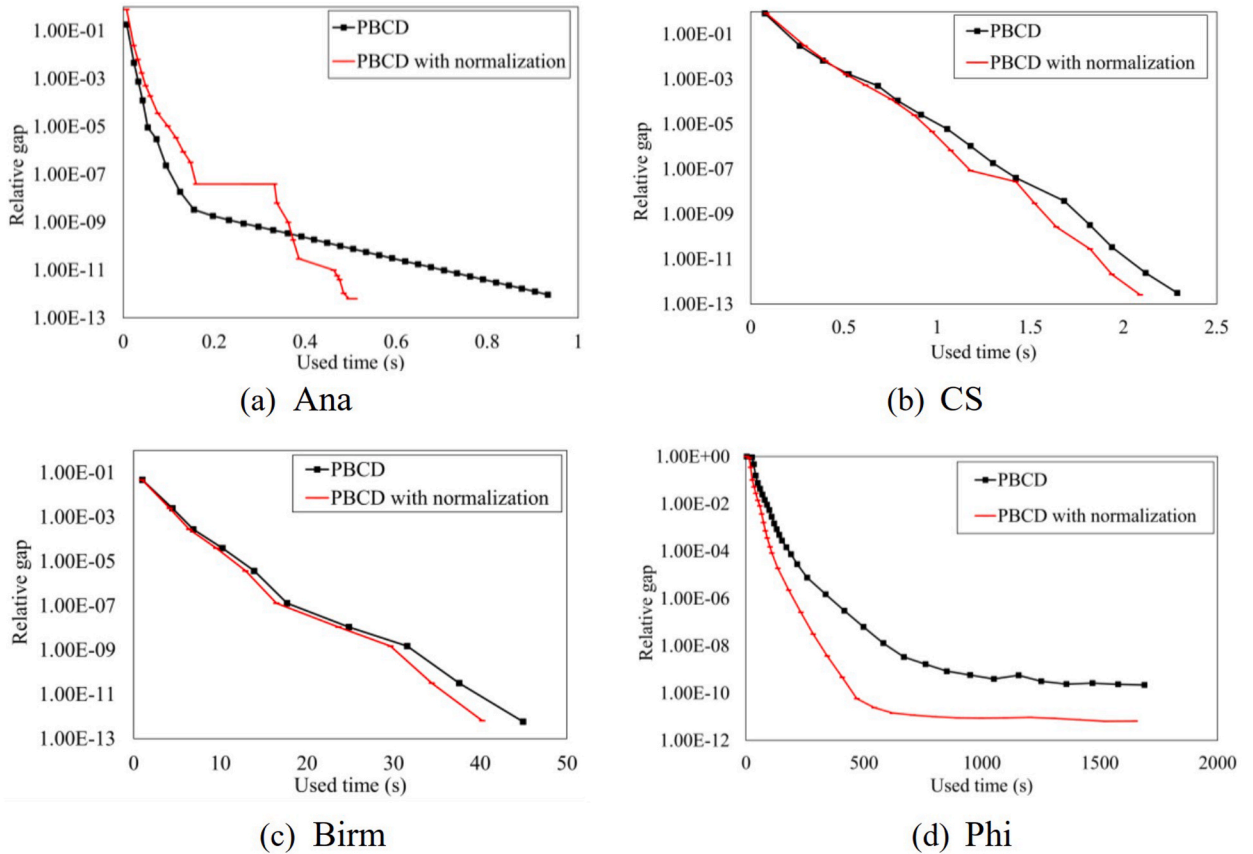 1.00E-01
1.00E-03
1.00E-05
1.00E-07
1.00E-09
1.00E-11
1.00E-13
Relative gap
PBCD
PBCD with normalization
0 0.2 0.4 0.6 0.8 1
Used time (s)
(a) Ana
1.00E-01
1.00E-03
1.00E-05
1.00E-07
1.00E-09
1.00E-11
1.00E-13
Relative gap
PBCD
PBCD with normalization
0 0.5 1 1.5 2 2.5
Used time (s)
(b) CS
1.00E-01
1.00E-03
1.00E-05
1.00E-07
1.00E-09
1.00E-11
1.00E-13
Relative gap
PBCD
PBCD with normalization
0 10 20 30 40 50
Used time (s)
(c) Birm
1.00E+00
1.00E-02
1.00E-04
1.00E-06
1.00E-08
1.00E-10
1.00E-12
Relative gap
PBCD
PBCD with normalization
0 500 1000 1500 2000
Used time (s)
(d) Phi